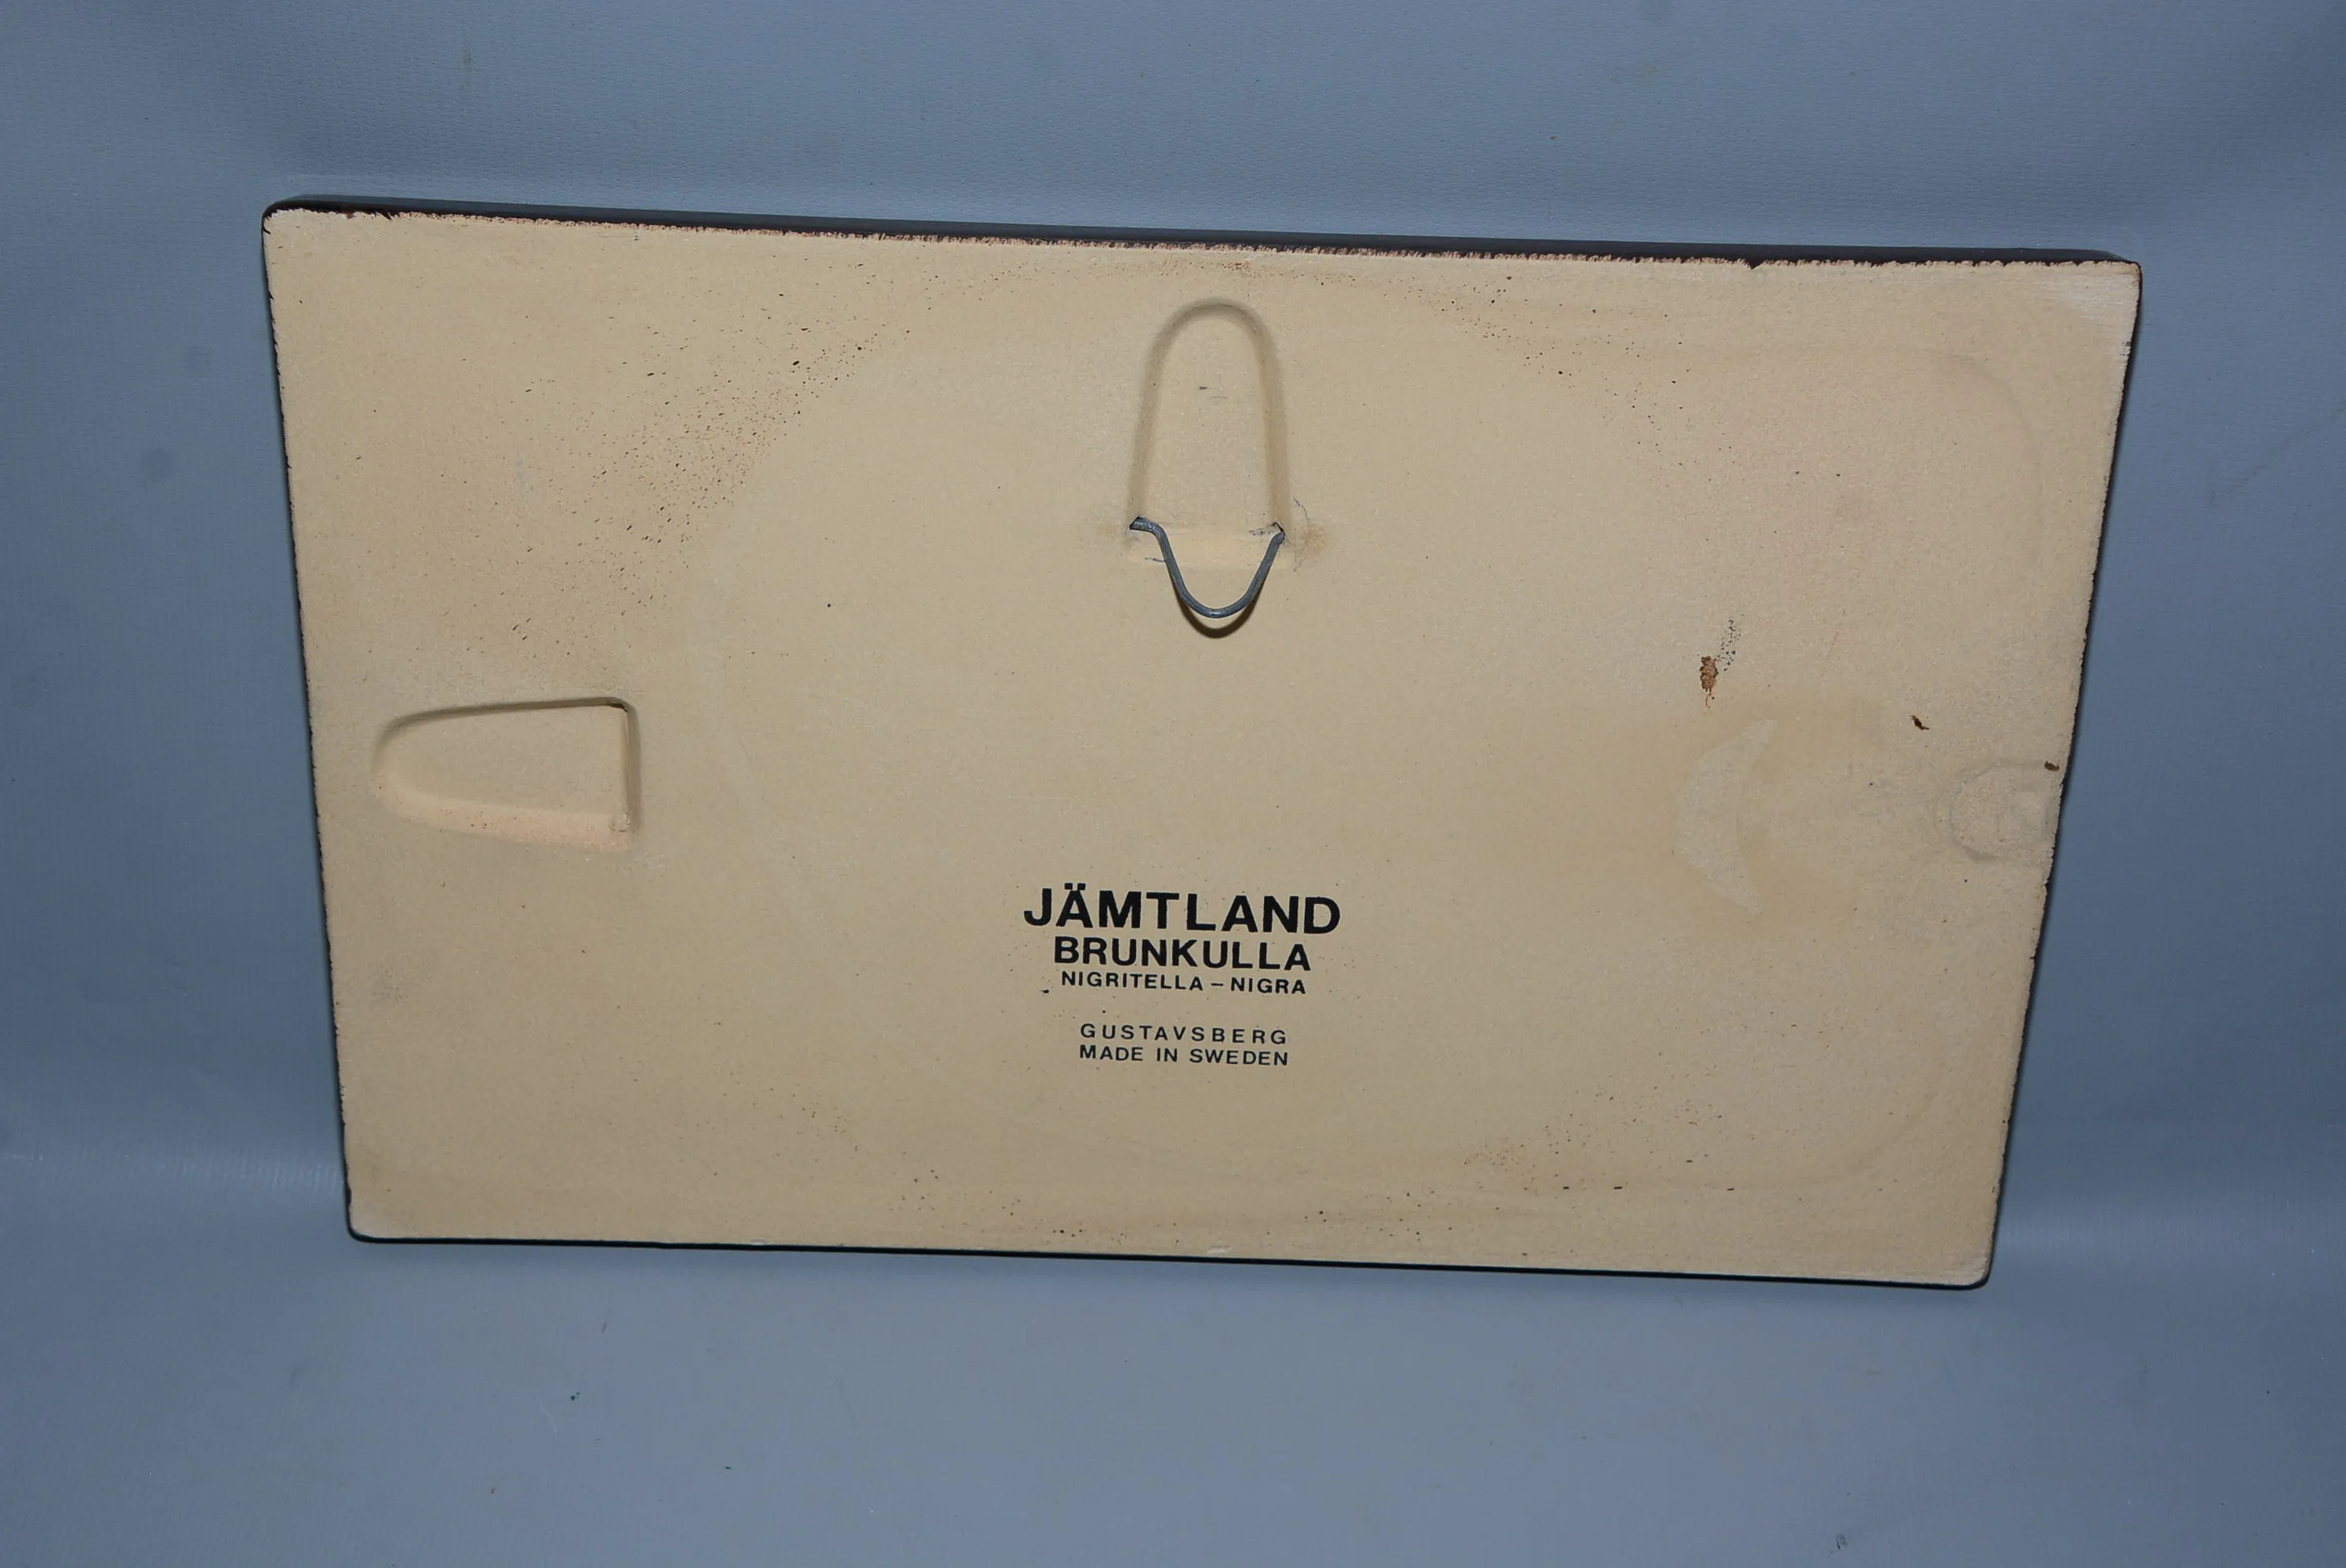 JÄMTLAND
BRUNKULLA
NIGRITELLA – NIGRA
GUSTAVSBERG
MADE IN SWEDEN